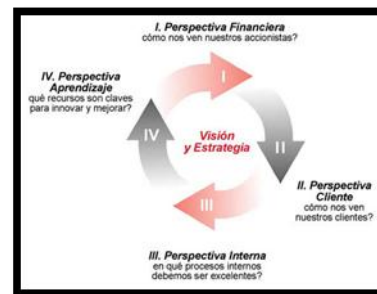 I. Perspectiva Financiera
cómo nos ven nuestros accionistas?
I
IV. Perspectiva
Aprendizaje
qué recursos son claves
para innovar y mejorar?
IV
Visión
y Estrategia
II
II. Perspectiva
Cliente
cómo nos ven
nuestros clientes?
III
III. Perspectiva Interna
en qué procesos internos
debemos ser excelentes?